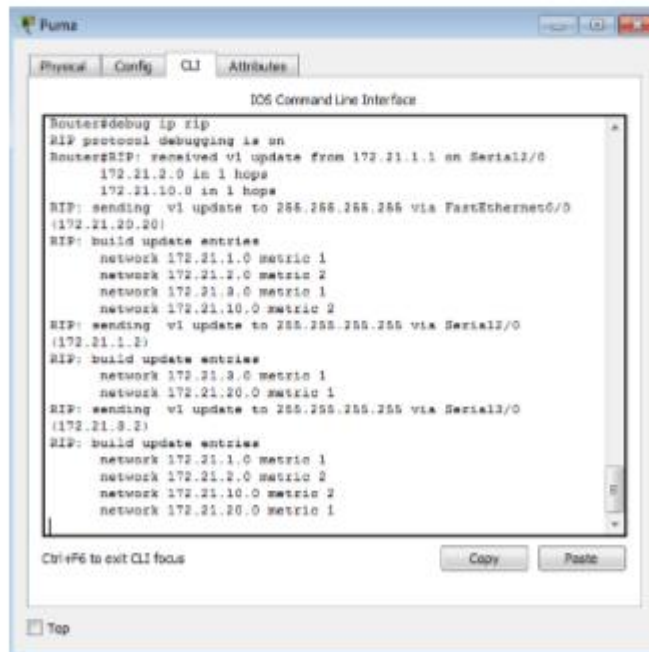 Puma
Physical Config CLI Attributes
IOS Command Line Interface
Router#debug ip rip
RIP protocol debugging is on
Router#RIP: received v1 update from 172.21.1.1 on Serial2/0
172.21.2.0 in 1 hops
172.21.10.0 in 1 hops
RIP: sending v1 update to 255.255.255.255 via FastEthernet0/0
(172.21.20.20)
RIP: build update entries
network 172.21.1.0 metric 1
network 172.21.2.0 metric 2
network 172.21.3.0 metric 1
network 172.21.10.0 metric 2
RIP: sending v1 update to 255.255.255.255 via Serial2/0
(172.21.1.2)
RIP: build update entries
network 172.21.3.0 metric 1
network 172.21.20.0 metric 1
RIP: sending v1 update to 255.255.255.255 via Serial3/0
(172.21.3.2)
RIP: build update entries
network 172.21.1.0 metric 1
network 172.21.2.0 metric 2
network 172.21.10.0 metric 2
network 172.21.20.0 metric 1
Ctrl+F6 to exit CLI focus
Copy Paste
Top